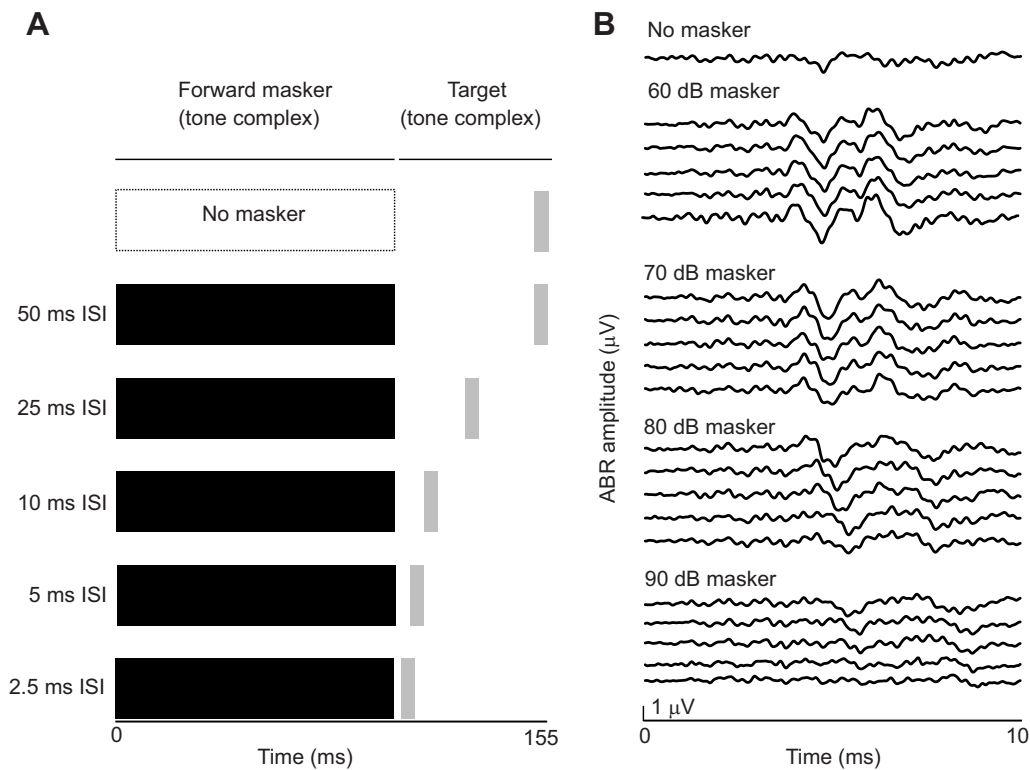 A
Forward masker
(tone complex)
Target
(tone complex)
No masker
50 ms ISI
25 ms ISI
10 ms ISI
5 ms ISI
2.5 ms ISI
0
155
Time (ms)
B
No masker
60 dB masker
70 dB masker
80 dB masker
90 dB masker
ABR amplitude (μV)
1 μV
0
10
Time (ms)